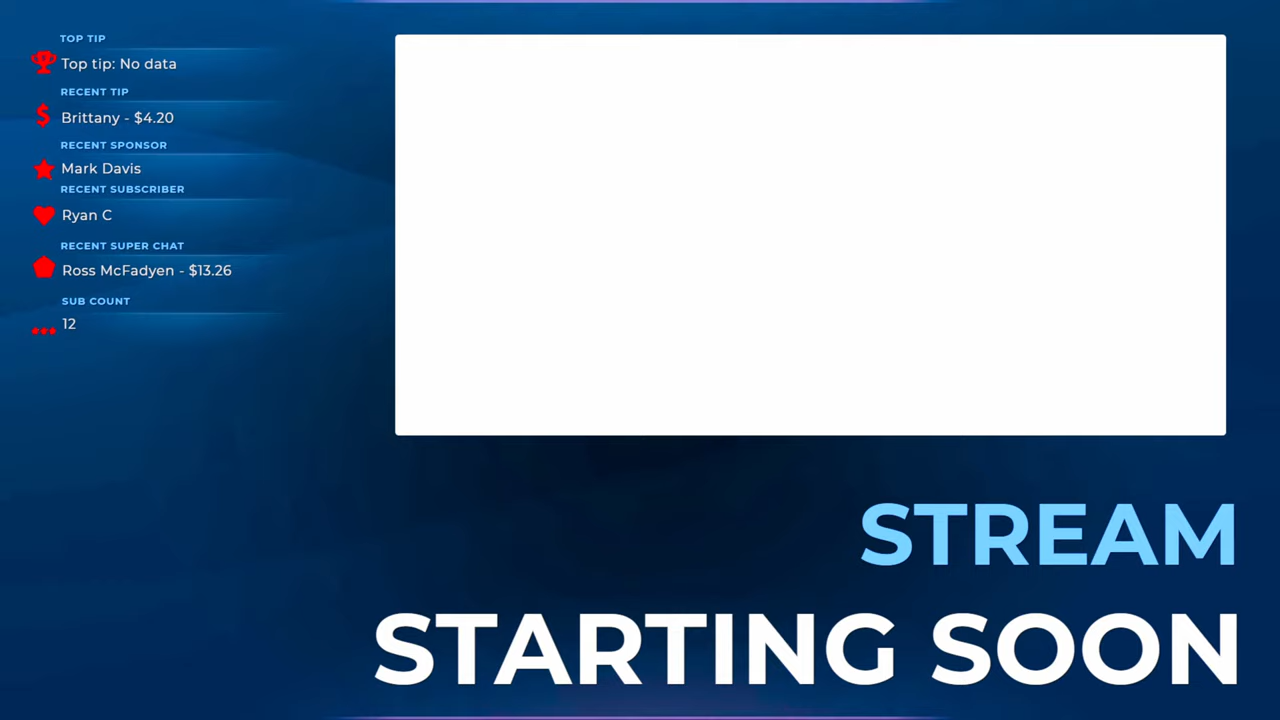 TOP TIP
Top tip: No data
RECENT TIP
Brittany - $4.20
RECENT SPONSOR
Mark Davis
RECENT SUBSCRIBER
Ryan C
RECENT SUPER CHAT
Ross McFadyen - $13.26
SUB COUNT
12
STREAM
STARTING SOON